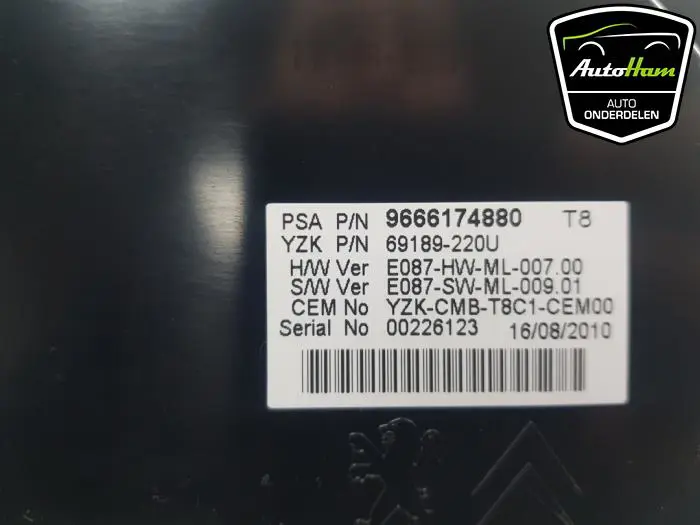 AutoHam
AUTO
ONDERDELEN
PSA P/N 9666174880 T8
YZK P/N 69189-220U
H/W Ver E087-HW-ML-007.00
S/W Ver E087-SW-ML-009.01
CEM No YZK-CMB-T8C1-CEM00
Serial No 00226123 16/08/2010